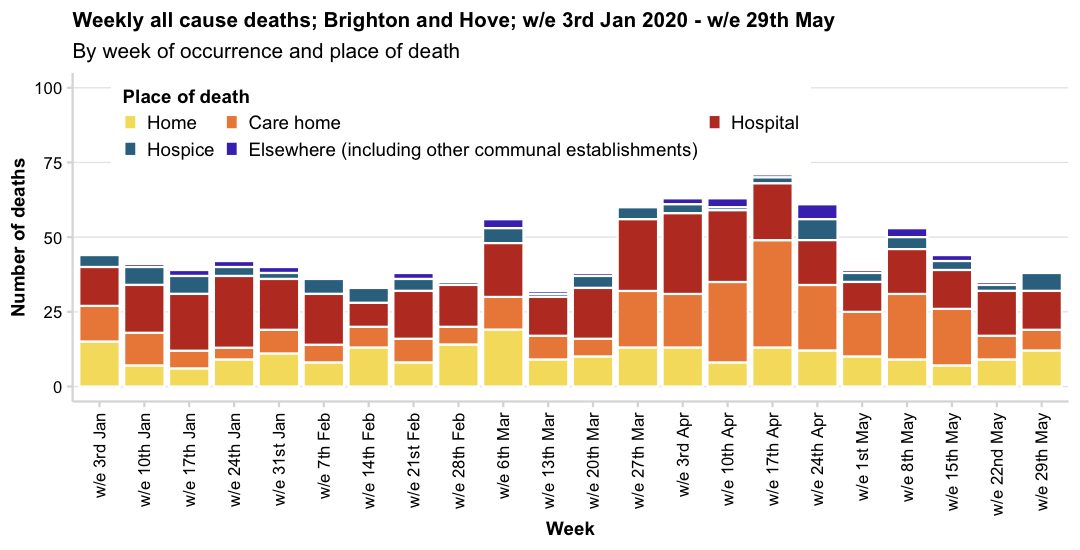 Weekly all cause deaths; Brighton and Hove; w/e 3rd Jan 2020 - w/e 29th May
By week of occurrence and place of death
Number of deaths
100
75
50
25
0
Place of death
Home Care home Hospital
Hospice Elsewhere (including other communal establishments)
w/e 3rd Jan
w/e 10th Jan
w/e 17th Jan
w/e 24th Jan
w/e 31st Jan
w/e 7th Feb
w/e 14th Feb
w/e 21st Feb
w/e 28th Feb
w/e 6th Mar
w/e 13th Mar
w/e 20th Mar
w/e 27th Mar
w/e 3rd Apr
w/e 10th Apr
w/e 17th Apr
w/e 24th Apr
w/e 1st May
w/e 8th May
w/e 15th May
w/e 22nd May
w/e 29th May
Week